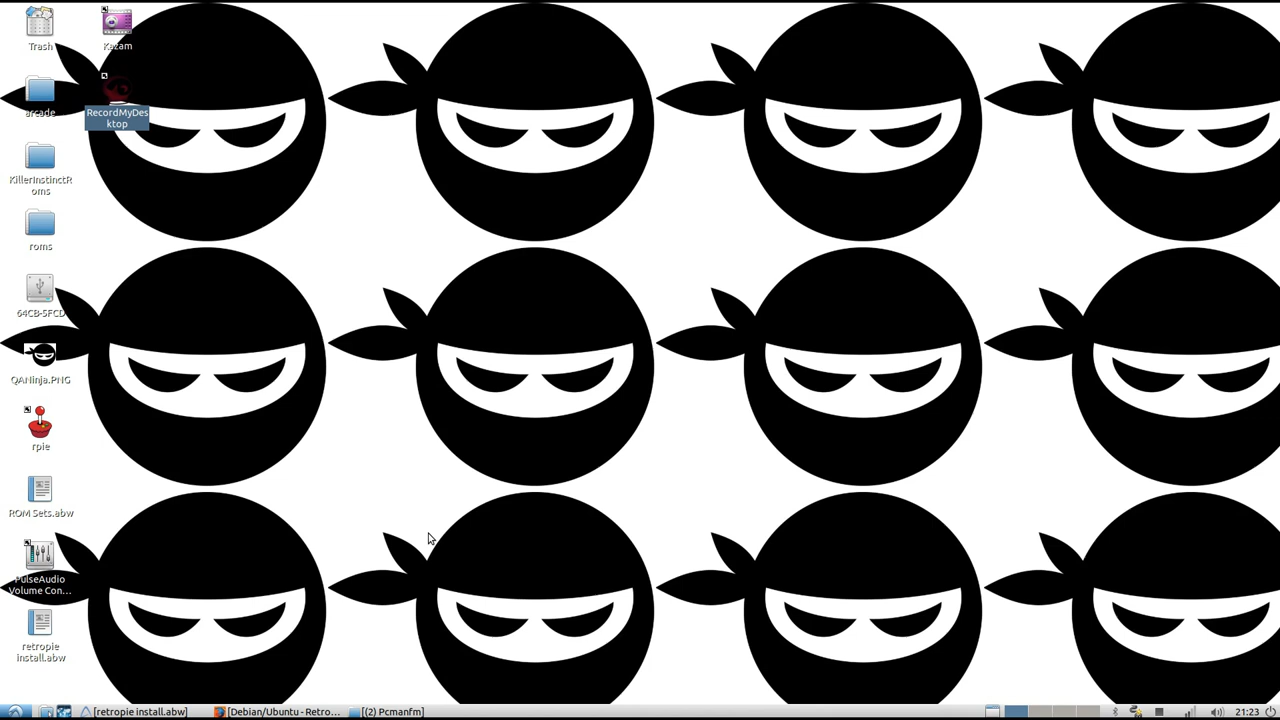 Trash
Kazam
arcade
RecordMyDes
ktop
KillerInstinctR
oms
roms
64CB-5FCD
QANinja.PNG
rpie
ROM Sets.abw
PulseAudio
Volume Con...
retropie
install.abw
[retropie install.abw]
[Debian/Ubuntu - Retro...
[(2) Pcmanfm]
21:23